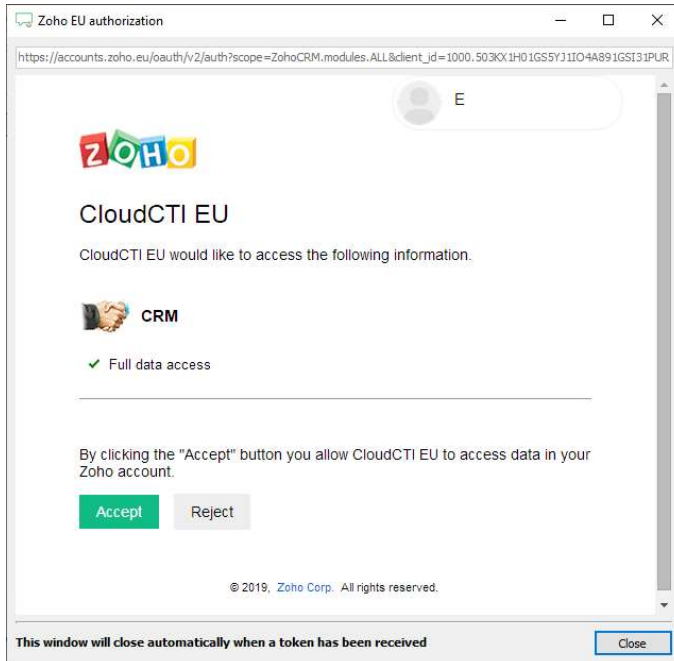 Zoho EU authorization
https://accounts.zoho.eu/oauth/v2/auth?scope=ZohoCRM.modules.ALL&client_id=1000.503KX1H01GS5YJ1IO4A891GSI31PUR
E
ZOHO
CloudCTI EU
CloudCTI EU would like to access the following information.
CRM
Full data access
By clicking the "Accept" button you allow CloudCTI EU to access data in your
Zoho account.
Accept Reject
© 2019, Zoho Corp. All rights reserved.
This window will close automatically when a token has been received Close